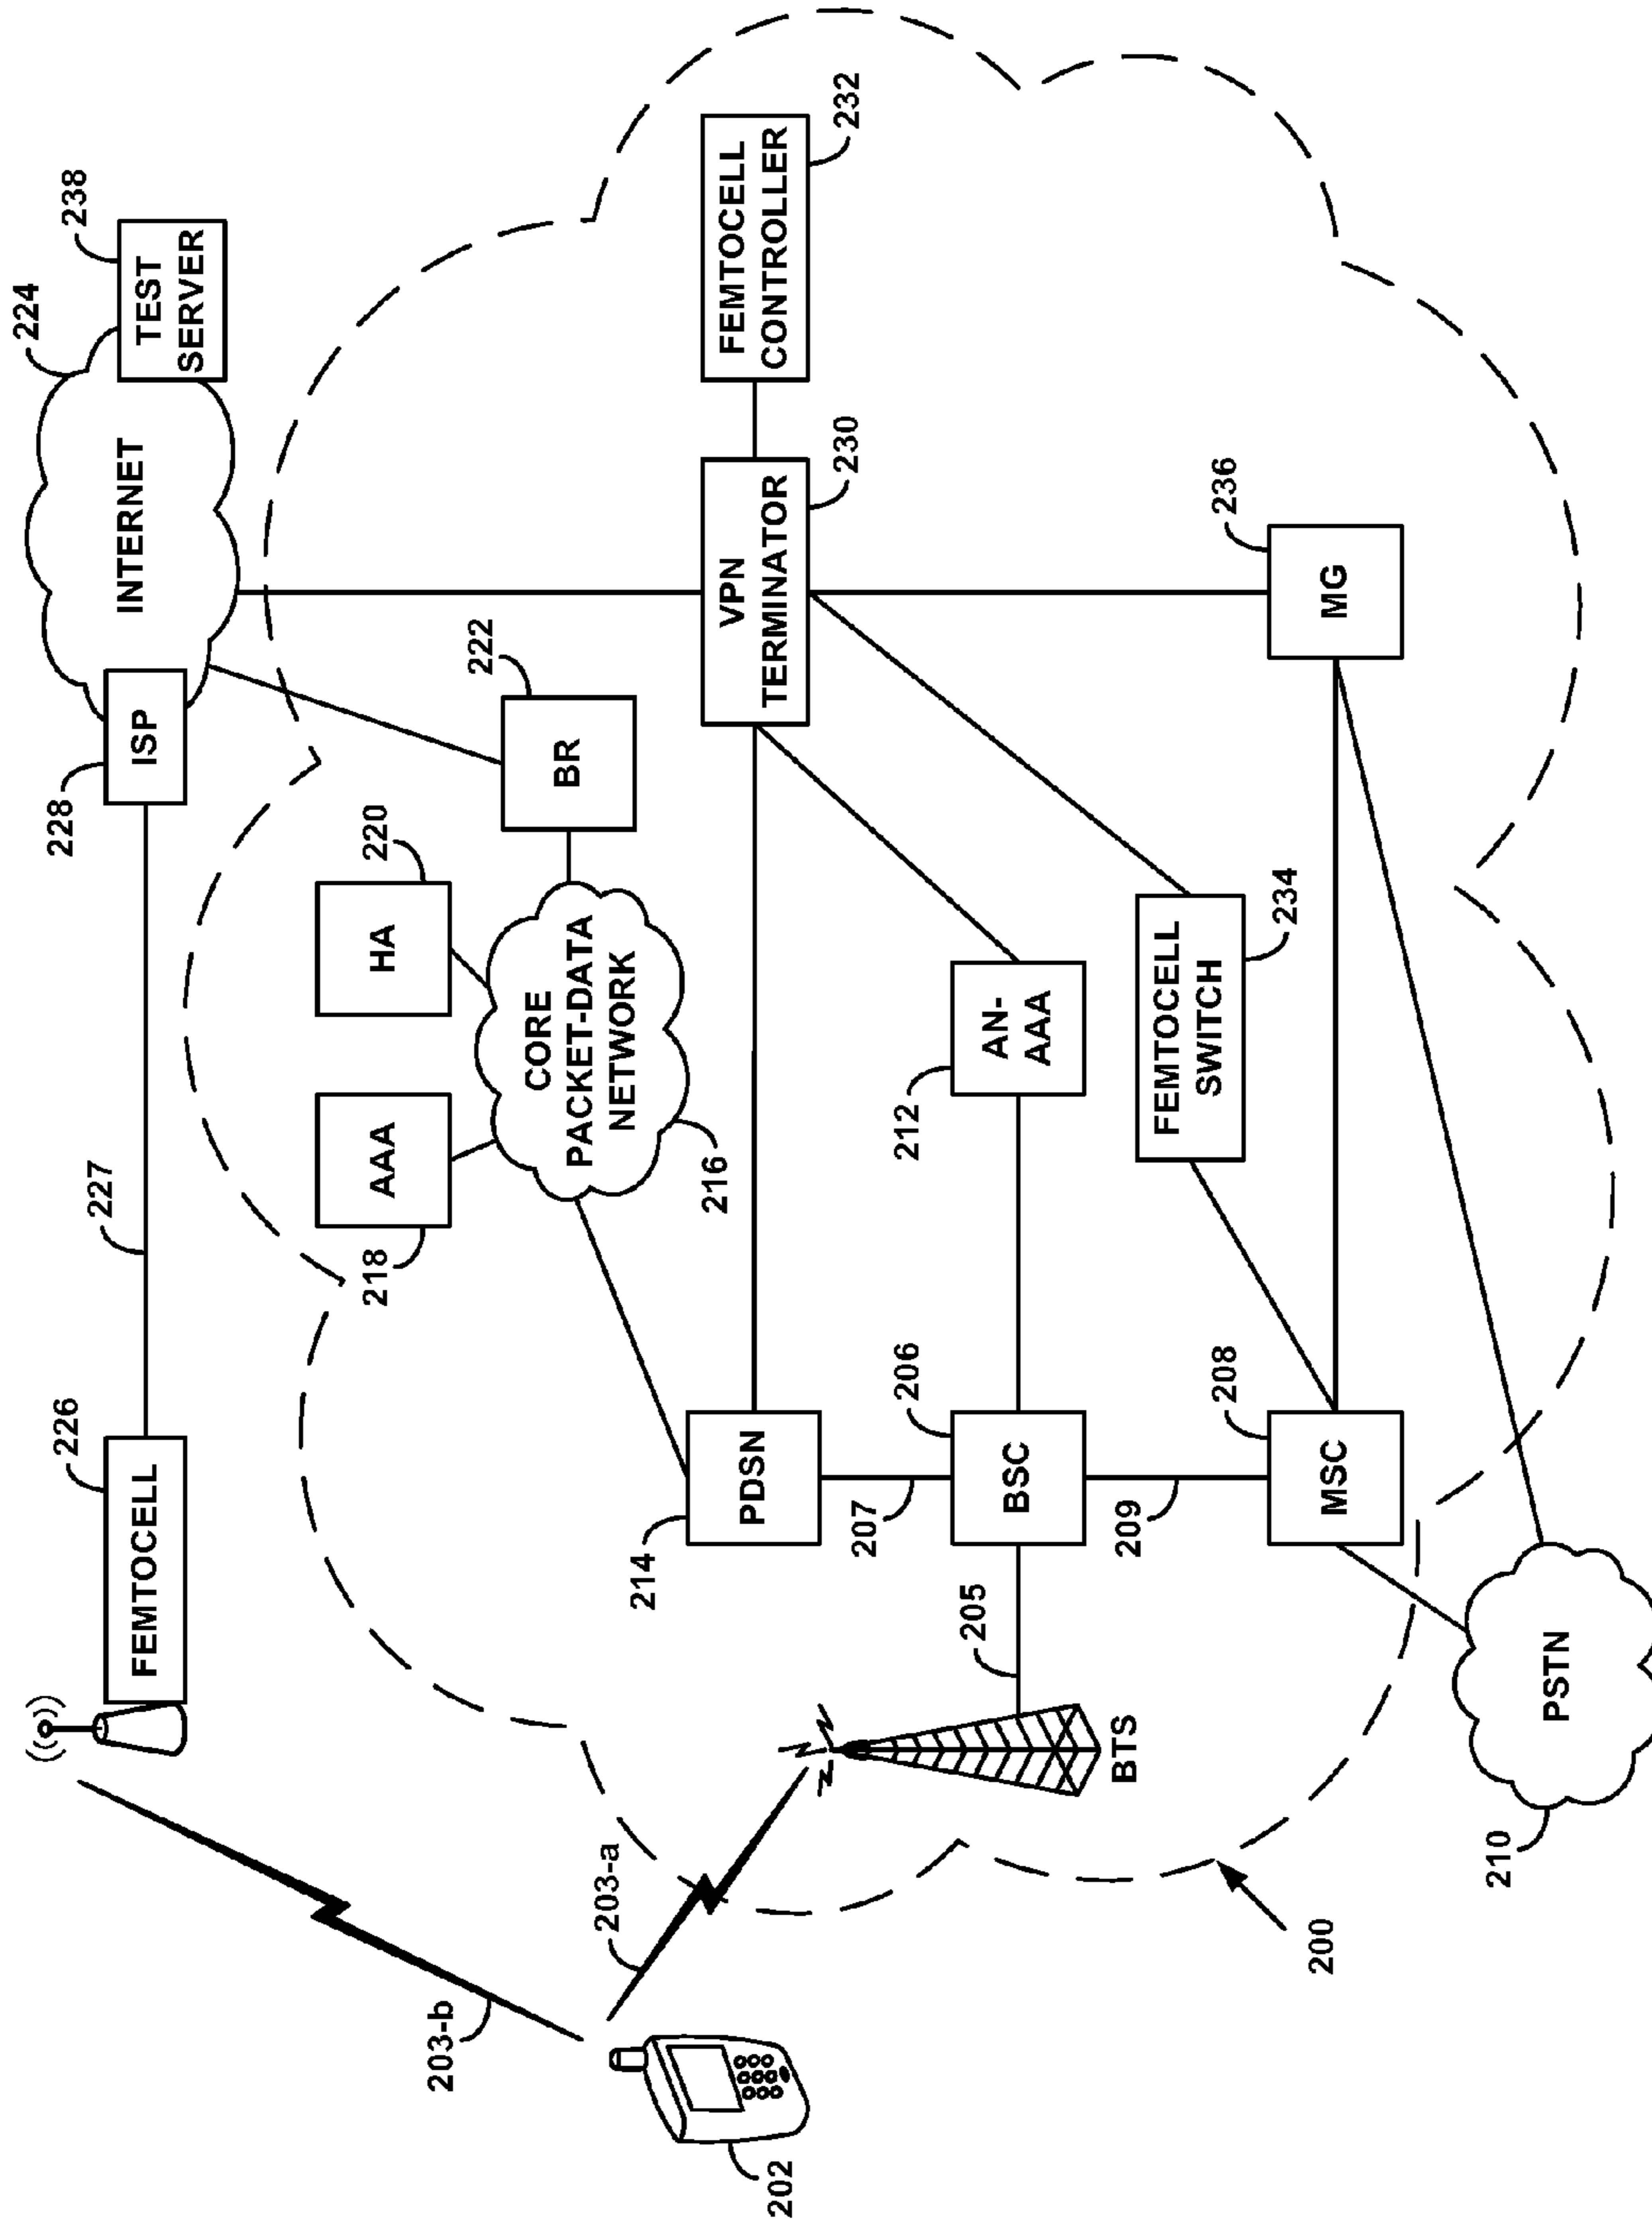 224
238
TEST
SERVER
INTERNET
ISP
228
227
226
FEMTOCELL
203-b
202
203-a
BTS
205
200
PSTN
210
FEMTOCELL
CONTROLLER
232
VPN
TERMINATOR
230
222
BR
220
HA
AAA
218
CORE
PACKET-DATA
NETWORK
216
PDSN
214
207
206
BSC
209
208
MSC
212
AN-
AAA
FEMTOCELL
SWITCH
234
236
MG